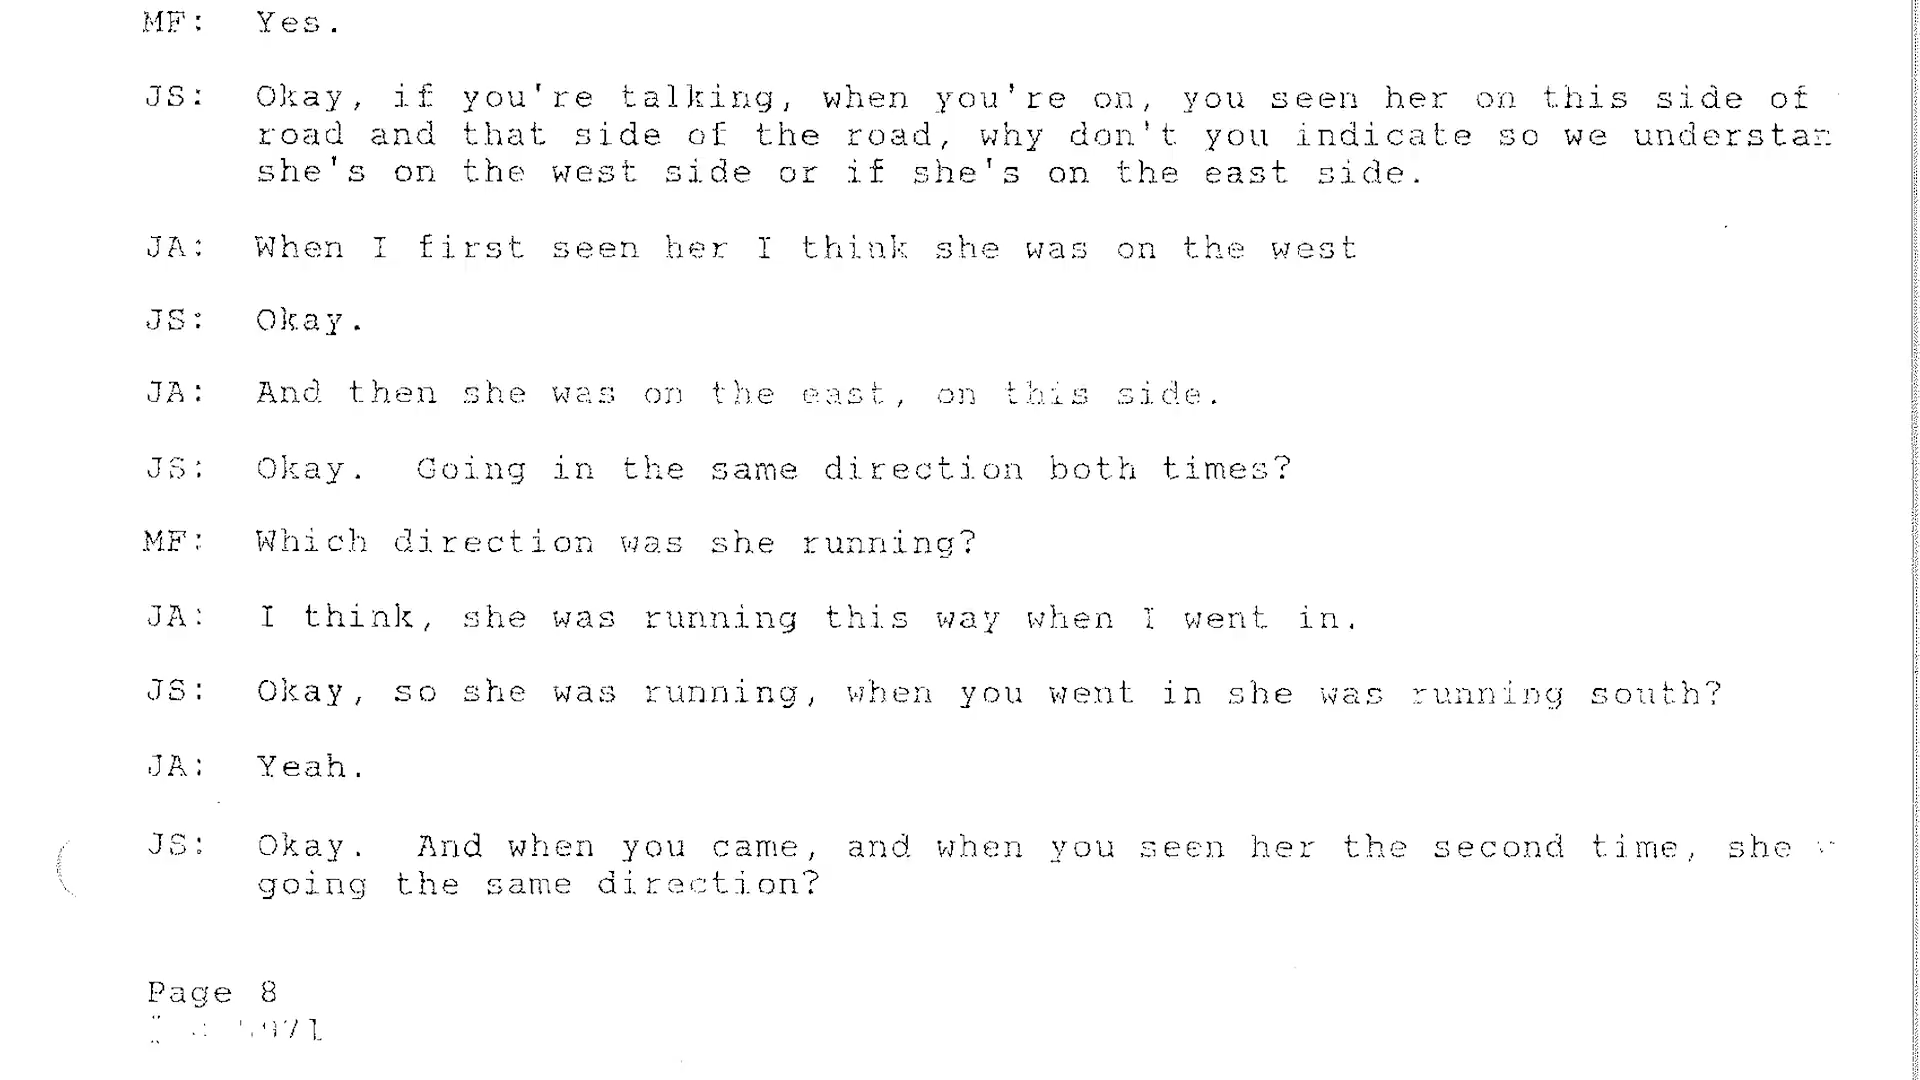 MF: Yes.
JS: Okay, if you're talking, when you're on, you seen her on this side of
road and that side of the road, why don't you indicate so we understan
she's on the west side or if she's on the east side.
JA: When I first seen her I think she was on the west
JS: Okay.
JA: And then she was on the east, on this side.
JS: Okay. Going in the same direction both times?
MF: Which direction was she running?
JA: I think, she was running this way when I went in.
JS: Okay, so she was running, when you went in she was running south?
JA: Yeah.
JS: Okay. And when you came, and when you seen her the second time, she
going the same direction?
Page 8